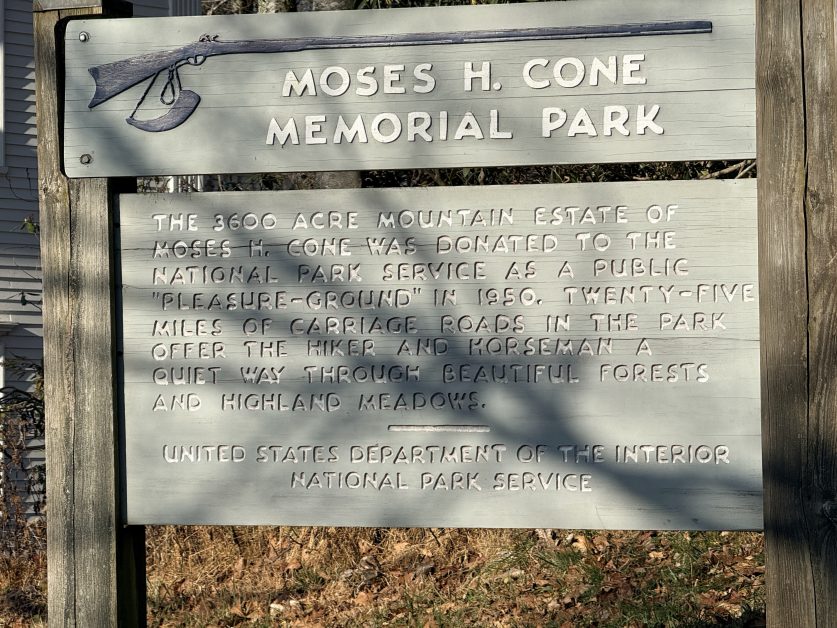 MOSES H. CONE
MEMORIAL PARK
THE 3600 ACRE MOUNTAIN ESTATE OF
MOSES H. CONE WAS DONATED TO THE
NATIONAL PARK SERVICE AS A PUBLIC
"PLEASURE-GROUND" IN 1950. TWENTY-FIVE
MILES OF CARRIAGE ROADS IN THE PARK
OFFER THE HIKER AND HORSEMAN A
QUIET WAY THROUGH BEAUTIFUL FORESTS
AND HIGHLAND MEADOWS.
UNITED STATES DEPARTMENT OF THE INTERIOR
NATIONAL PARK SERVICE